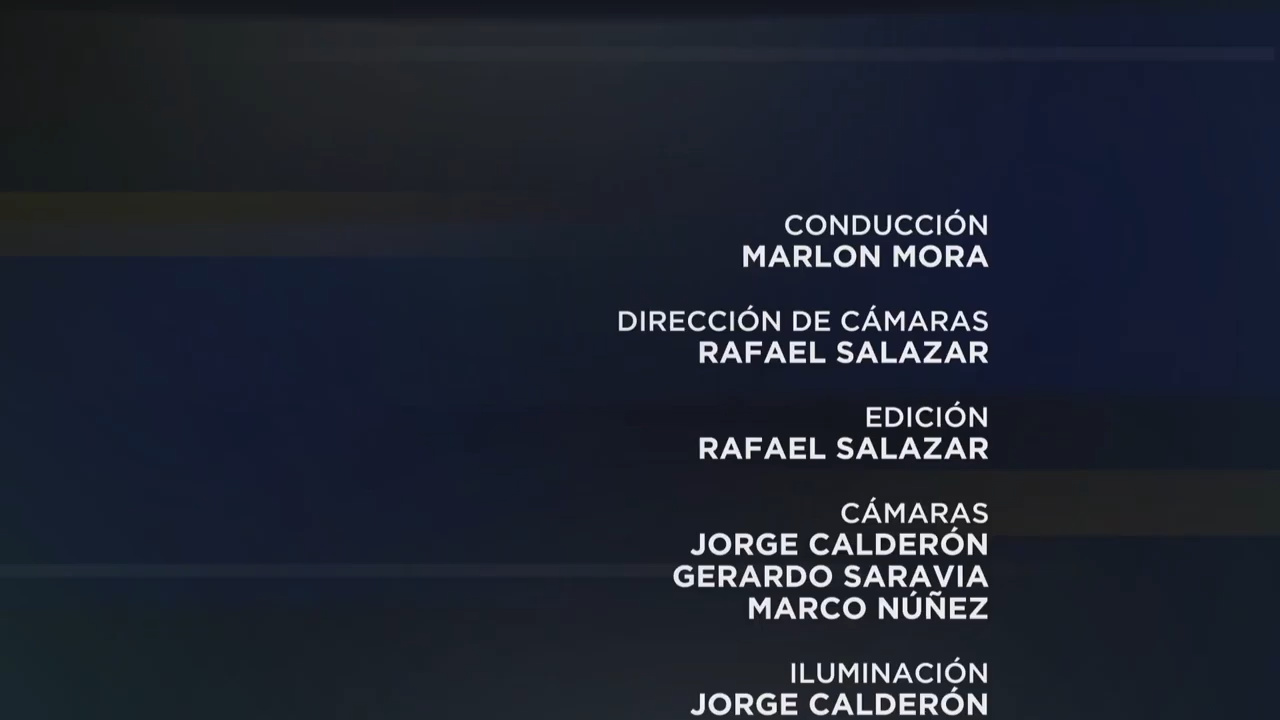 CONDUCCIÓN
MARLON MORA
DIRECCIÓN DE CÁMARAS
RAFAEL SALAZAR
EDICIÓN
RAFAEL SALAZAR
CÁMARAS
JORGE CALDERÓN
GERARDO SARAVIA
MARCO NÚÑEZ
ILUMINACIÓN
JORGE CALDERÓN